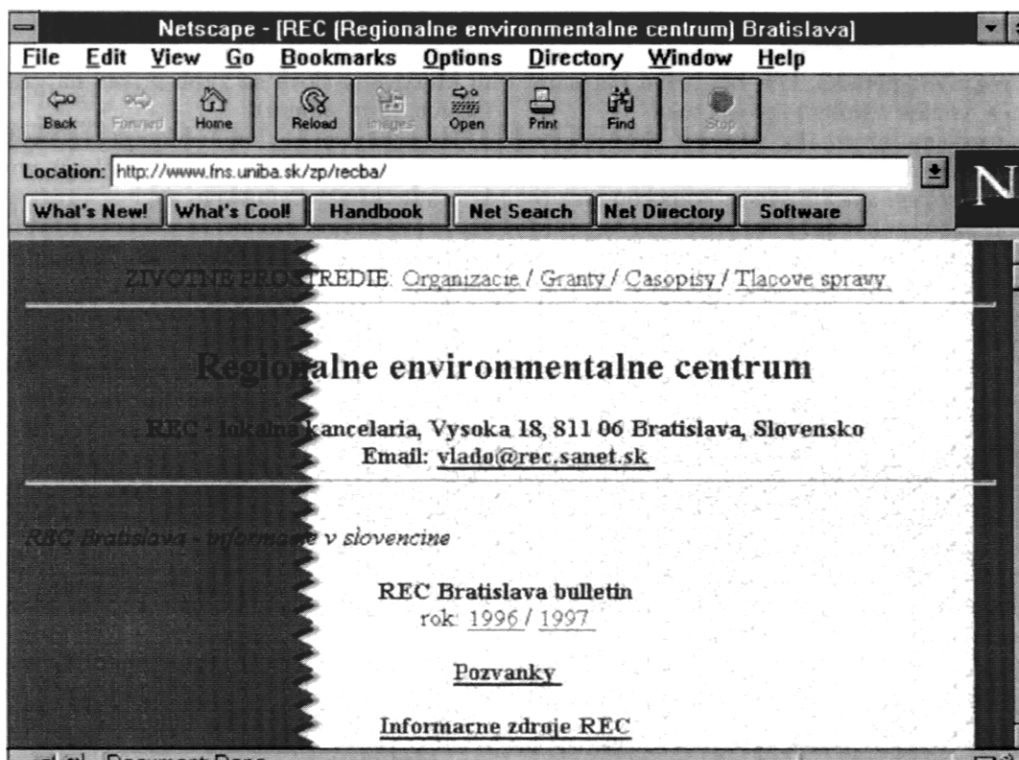 Netscape - [REC (Regionalne environmentalne centrum) Bratislava]
File Edit View Go Bookmarks Options Directory Window Help
Back Forward Home Reload Images Open Print Find Stop
Location: http://www.fns.uniba.sk/zp/recba/
N
What's New! What's Cool! Handbook Net Search Net Directory Software
ZIVOTNE PROSTREDIE: Organizacie / Granty / Casopisy / Tlacove spravy
Regionalne environmentalne centrum
REC - lokalna kancelaria, Vysoka 18, 811 06 Bratislava, Slovensko
Email: vlado@rec.sanet.sk
REC Bratislava - informacie v slovencine
REC Bratislava bulletin
rok: 1996 / 1997
Pozvanky
Informacne zdroje REC
Document Done